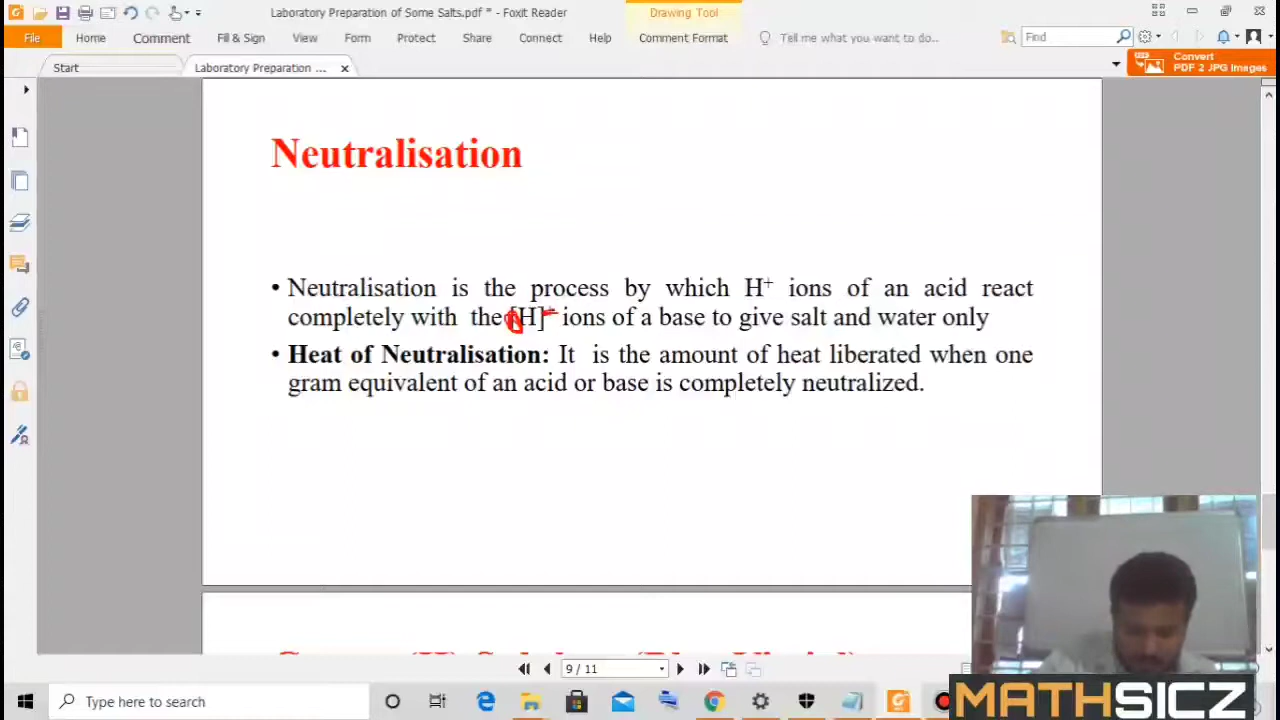 Laboratory Preparation of Some Salts.pdf * - Foxit Reader
Drawing Tool
File Home Comment Fill & Sign View Form Protect Share Connect Help Comment Format Tell me what you want to do... Find
Start
Laboratory Preparation ...
Convert
PDF 2 JPG Images
Neutralisation
• Neutralisation is the process by which H⁺ ions of an acid react
completely with the [H]⁺ ions of a base to give salt and water only
• Heat of Neutralisation: It is the amount of heat liberated when one
gram equivalent of an acid or base is completely neutralized.
9 / 11
Type here to search
MATHSICZ